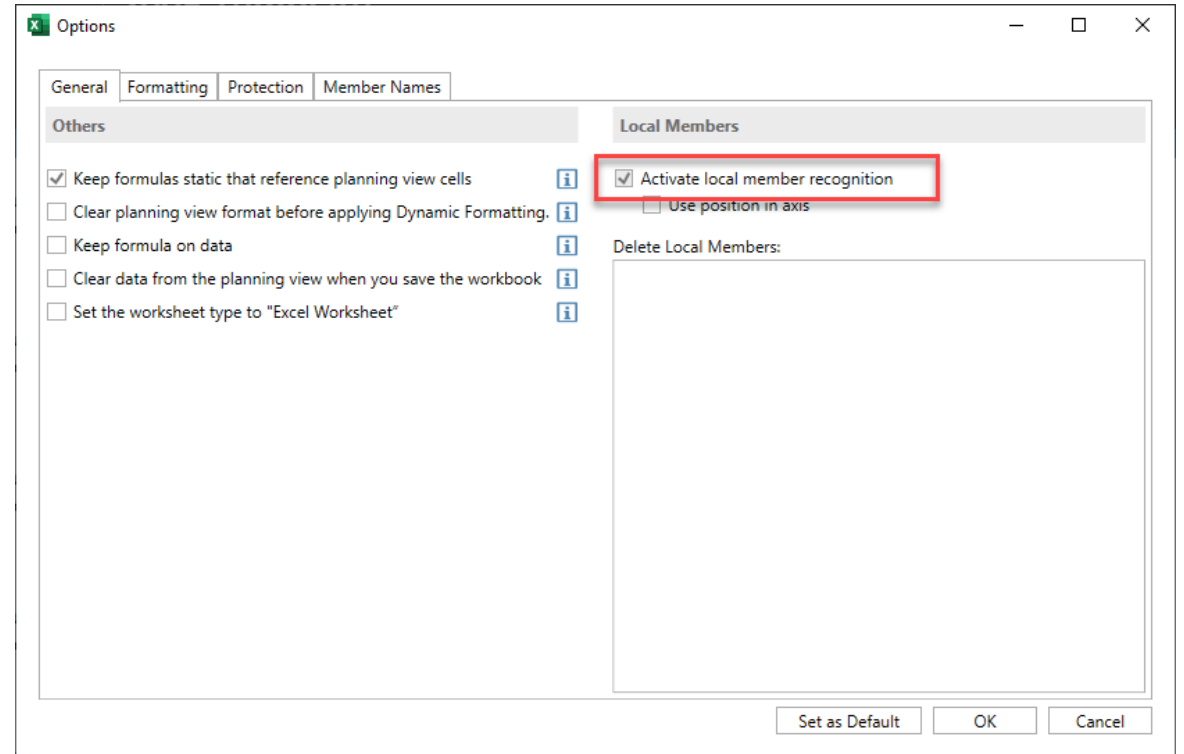 Options
General Formatting Protection Member Names
Others
Keep formulas static that reference planning view cells
Clear planning view format before applying Dynamic Formatting.
Keep formula on data
Clear data from the planning view when you save the workbook
Set the worksheet type to "Excel Worksheet"
Local Members
Activate local member recognition
Use position in axis
Delete Local Members:
Set as Default OK Cancel